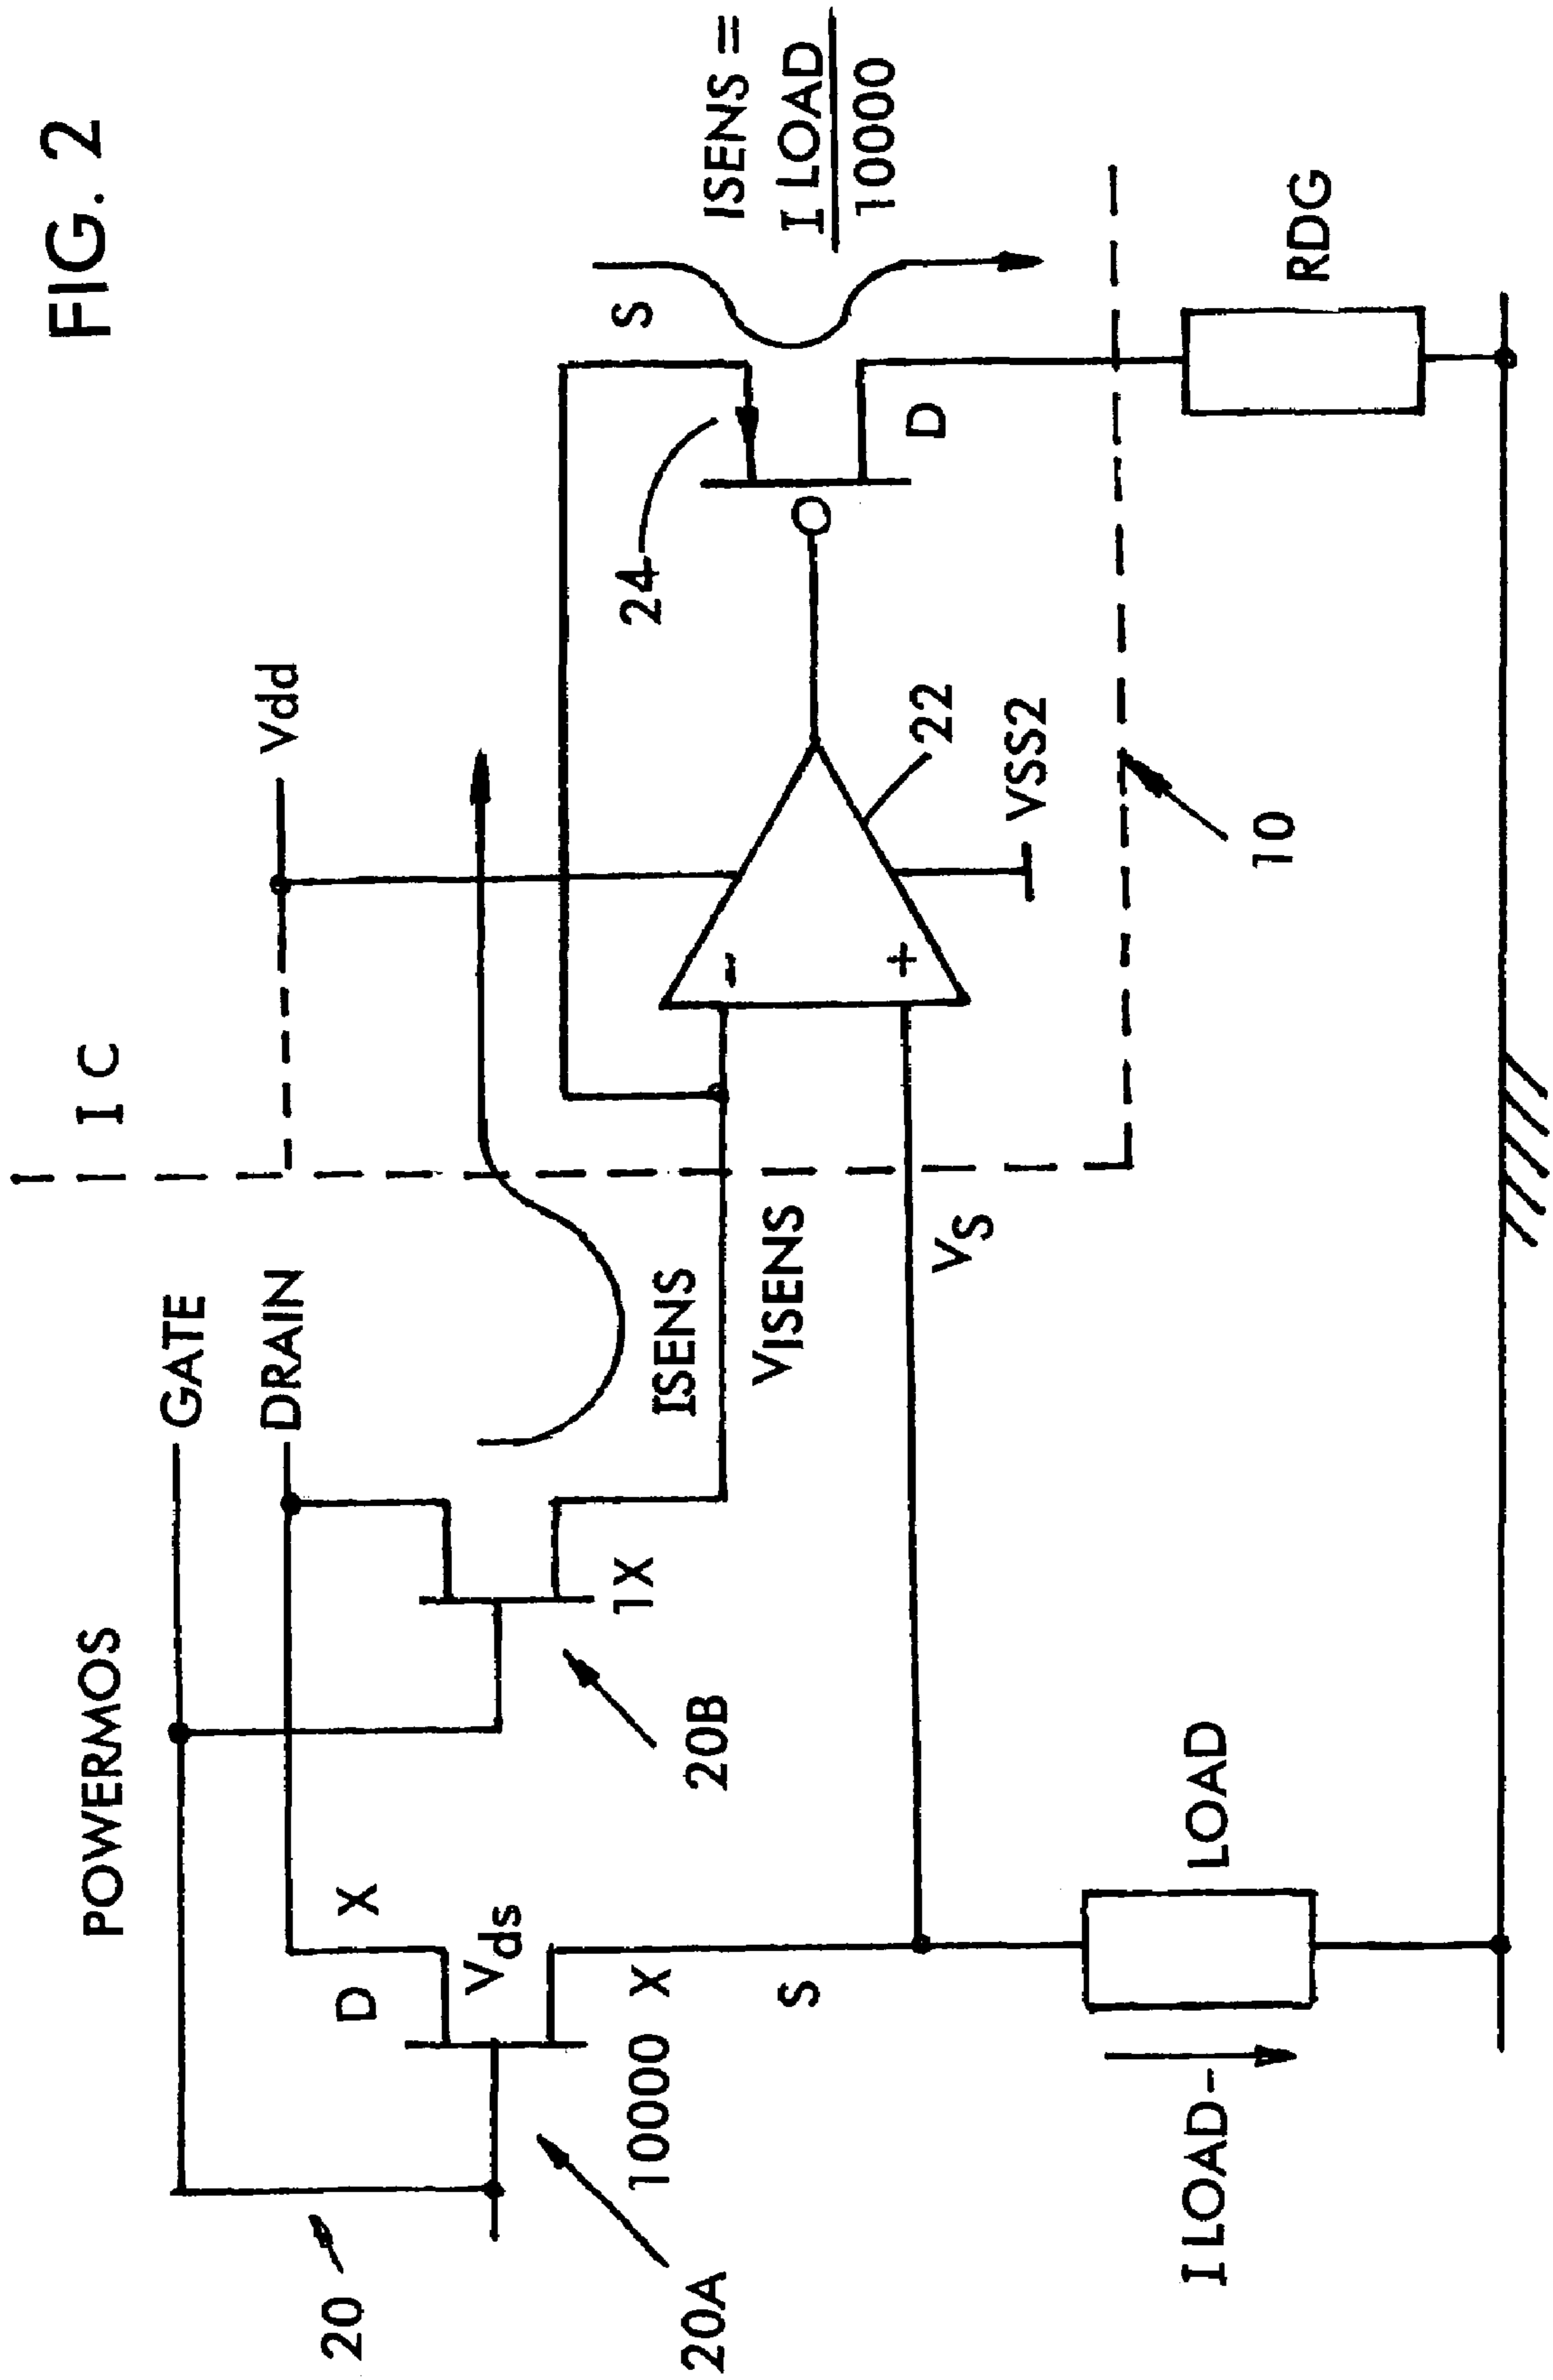 FIG. 2
I C
POWERMOS
GATE
DRAIN
Vdd
20
D X
Vds
10000 X
S
20A
20B
1X
ISENS
VISENS
VS
24
S
D
ISENS =
I LOAD
10000
-
+
22
VSS2
10
LOAD
I LOAD-
RDG